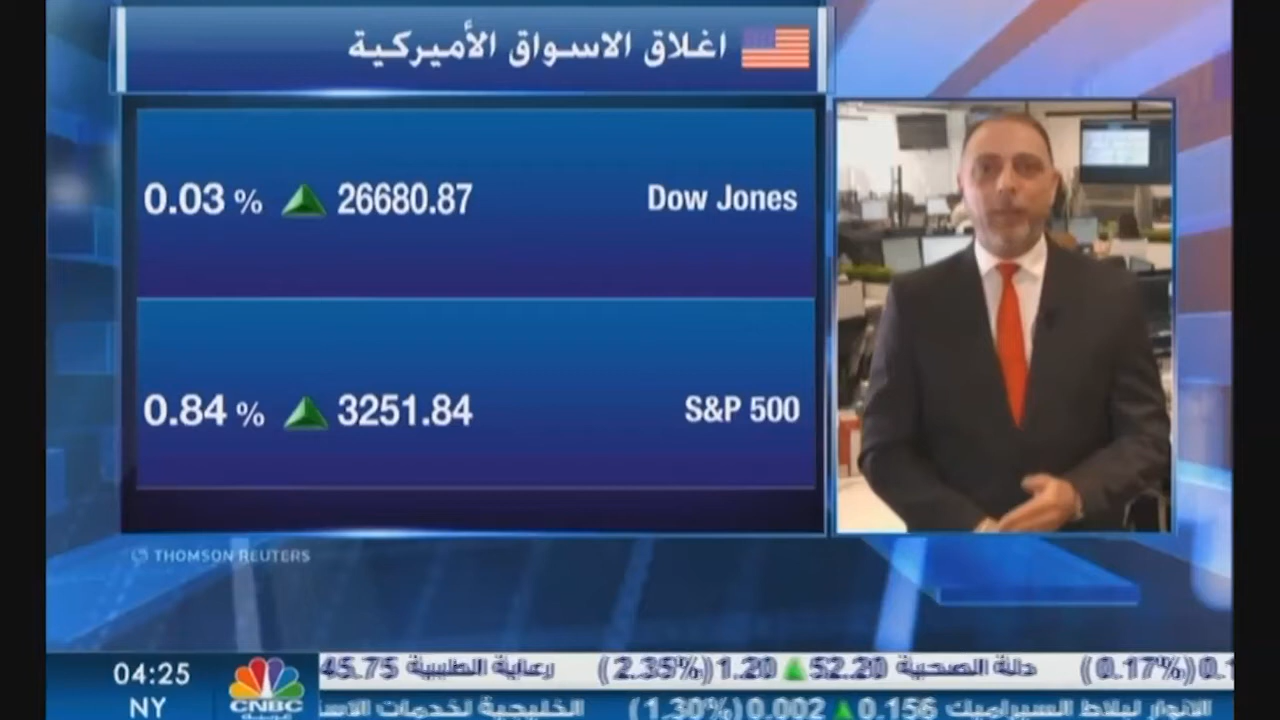 اغلاق الاسواق الأميركية
Dow Jones 26680.87 ▲ 0.03 %
S&P 500 3251.84 ▲ 0.84 %
THOMSON REUTERS
04:25
NY
CNBC
عربية
(0.17%) دلة الصحية 52.20 ▲ 1.20 (2.35%) رعاية الطبية 45.75
الانوار لبلاط السيراميك 0.156 ▲ 0.002 (1.30%) الخليجية لخدمات